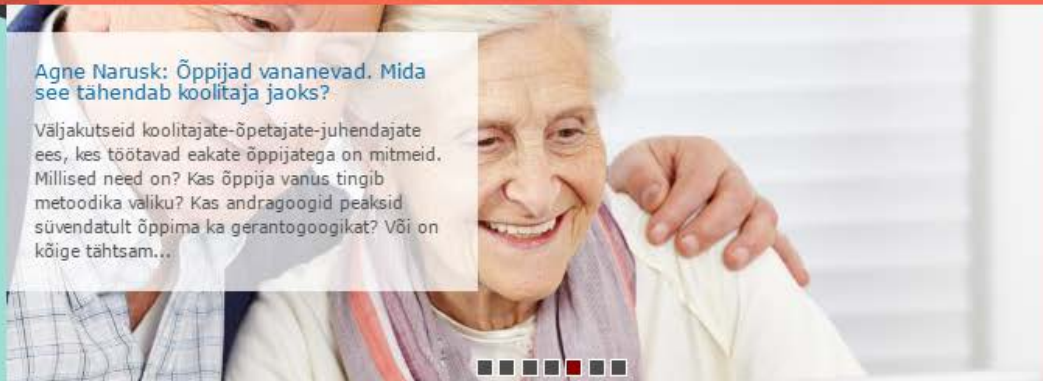 Agne Narusk: Õppijad vananevad. Mida
see tähendab koolitaja jaoks?
Väljakutseid koolitajate-õpetajate-juhendajate
ees, kes töötavad eakate õppijatega on mitmeid.
Millised need on? Kas õppija vanus tingib
metoodika valiku? Kas andragoogid peaksid
süvendatult õppima ka gerantogoogikat? Või on
kõige tähtsam...